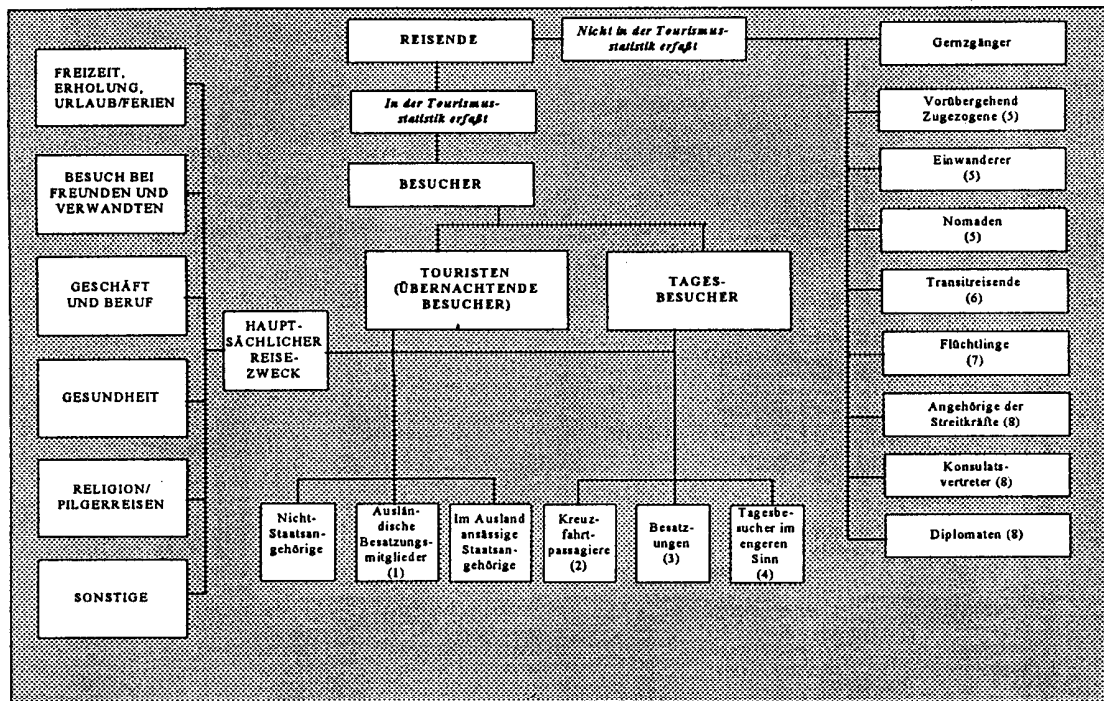 REISENDE
Nicht in der Tourismus-
statistik erfaßt
In der Tourismus-
statistik erfaßt
BESUCHER
TOURISTEN
(ÜBERNACHTENDE
BESUCHER)
TAGES-
BESUCHER
FREIZEIT,
ERHOLUNG,
URLAUB/FERIEN
BESUCH BEI
FREUNDEN UND
VERWANDTEN
GESCHÄFT
UND BERUF
GESUNDHEIT
RELIGION/
PILGERREISEN
SONSTIGE
HAUPT-
SÄCHLICHER
REISE-
ZWECK
Nicht-
Staatsan-
gehörige
Auslän-
dische
Besatzungs-
mitglieder
(1)
Im Ausland
ansässige
Staatsan-
gehörige
Kreuz-
fahrt-
passagiere
(2)
Besatz-
ungen
(3)
Tagesbe-
sucher im
engeren
Sinn
(4)
Gernzgänger
Vorübergehend
Zugezogene (5)
Einwanderer
(5)
Nomaden
(5)
Transitreisende
(6)
Flüchtlinge
(7)
Angehörige der
Streitkräfte (8)
Konsulats-
vertreter (8)
Diplomaten (8)